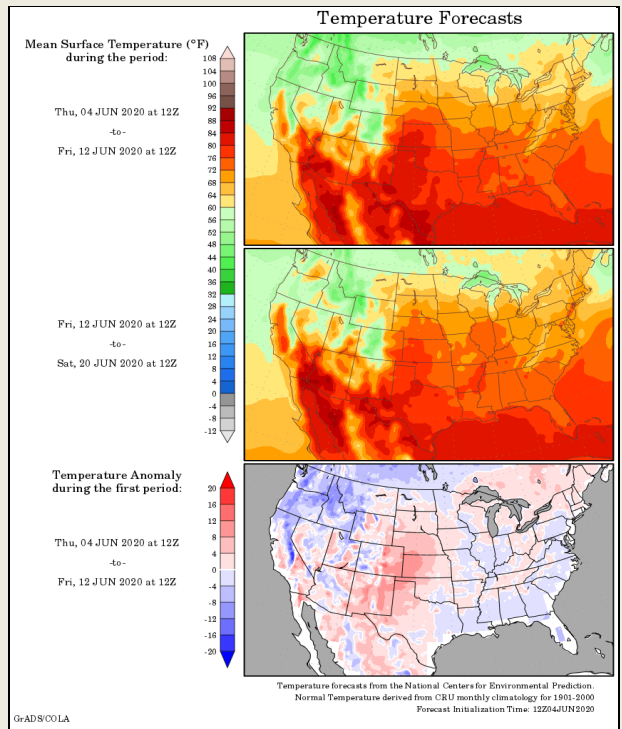 Temperature Forecasts
Mean Surface Temperature (°F)
during the period:
108
104
100
96
92
88
84
80
76
72
68
64
60
56
52
48
44
40
36
32
28
24
20
16
12
8
4
0
-4
-8
-12
Thu, 04 JUN 2020 at 12Z
-to-
Fri, 12 JUN 2020 at 12Z
Fri, 12 JUN 2020 at 12Z
-to-
Sat, 20 JUN 2020 at 12Z
Temperature Anomaly
during the first period:
20
16
12
8
4
0
-4
-8
-12
-16
-20
Thu, 04 JUN 2020 at 12Z
-to-
Fri, 12 JUN 2020 at 12Z
Temperature forecasts from the National Centers for Environmental Prediction.
Normal Temperature derived from CRU monthly climatology for 1901-2000
Forecast Initialization Time: 12Z04JUN2020
GrADS/COLA